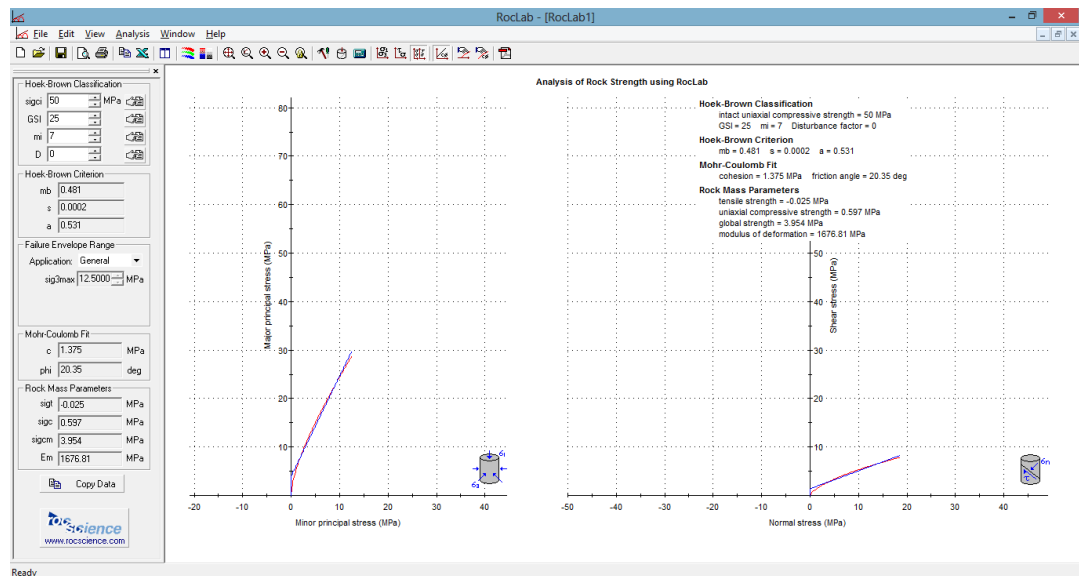 RocLab - [RocLab1]
File Edit View Analysis Window Help
Hoek-Brown Classification
sigci 50 MPa
GSI 25
mi 7
D 0
Hoek-Brown Criterion
mb 0.481
s 0.0002
a 0.531
Failure Envelope Range
Application: General
sig3max 12.5000 MPa
Mohr-Coulomb Fit
c 1.375 MPa
phi 20.35 deg
Rock Mass Parameters
sigt -0.025 MPa
sigc 0.597 MPa
sigcm 3.954 MPa
Em 1676.81 MPa
Copy Data
rocscience
www.rocscience.com
Ready
Analysis of Rock Strength using RocLab
Major principal stress (MPa)
80
70
60
50
40
30
20
10
-20 -10 0 10 20 30 40
Minor principal stress (MPa)
σ1
σ3
Hoek-Brown Classification
intact uniaxial compressive strength = 50 MPa
GSI = 25 mi = 7 Disturbance factor = 0
Hoek-Brown Criterion
mb = 0.481 s = 0.0002 a = 0.531
Mohr-Coulomb Fit
cohesion = 1.375 MPa friction angle = 20.35 deg
Rock Mass Parameters
tensile strength = -0.025 MPa
uniaxial compressive strength = 0.597 MPa
global strength = 3.954 MPa
modulus of deformation = 1676.81 MPa
Shear stress (MPa)
50
40
30
20
10
-50 -40 -30 -20 -10 0 10 20 30 40
Normal stress (MPa)
σn
τ